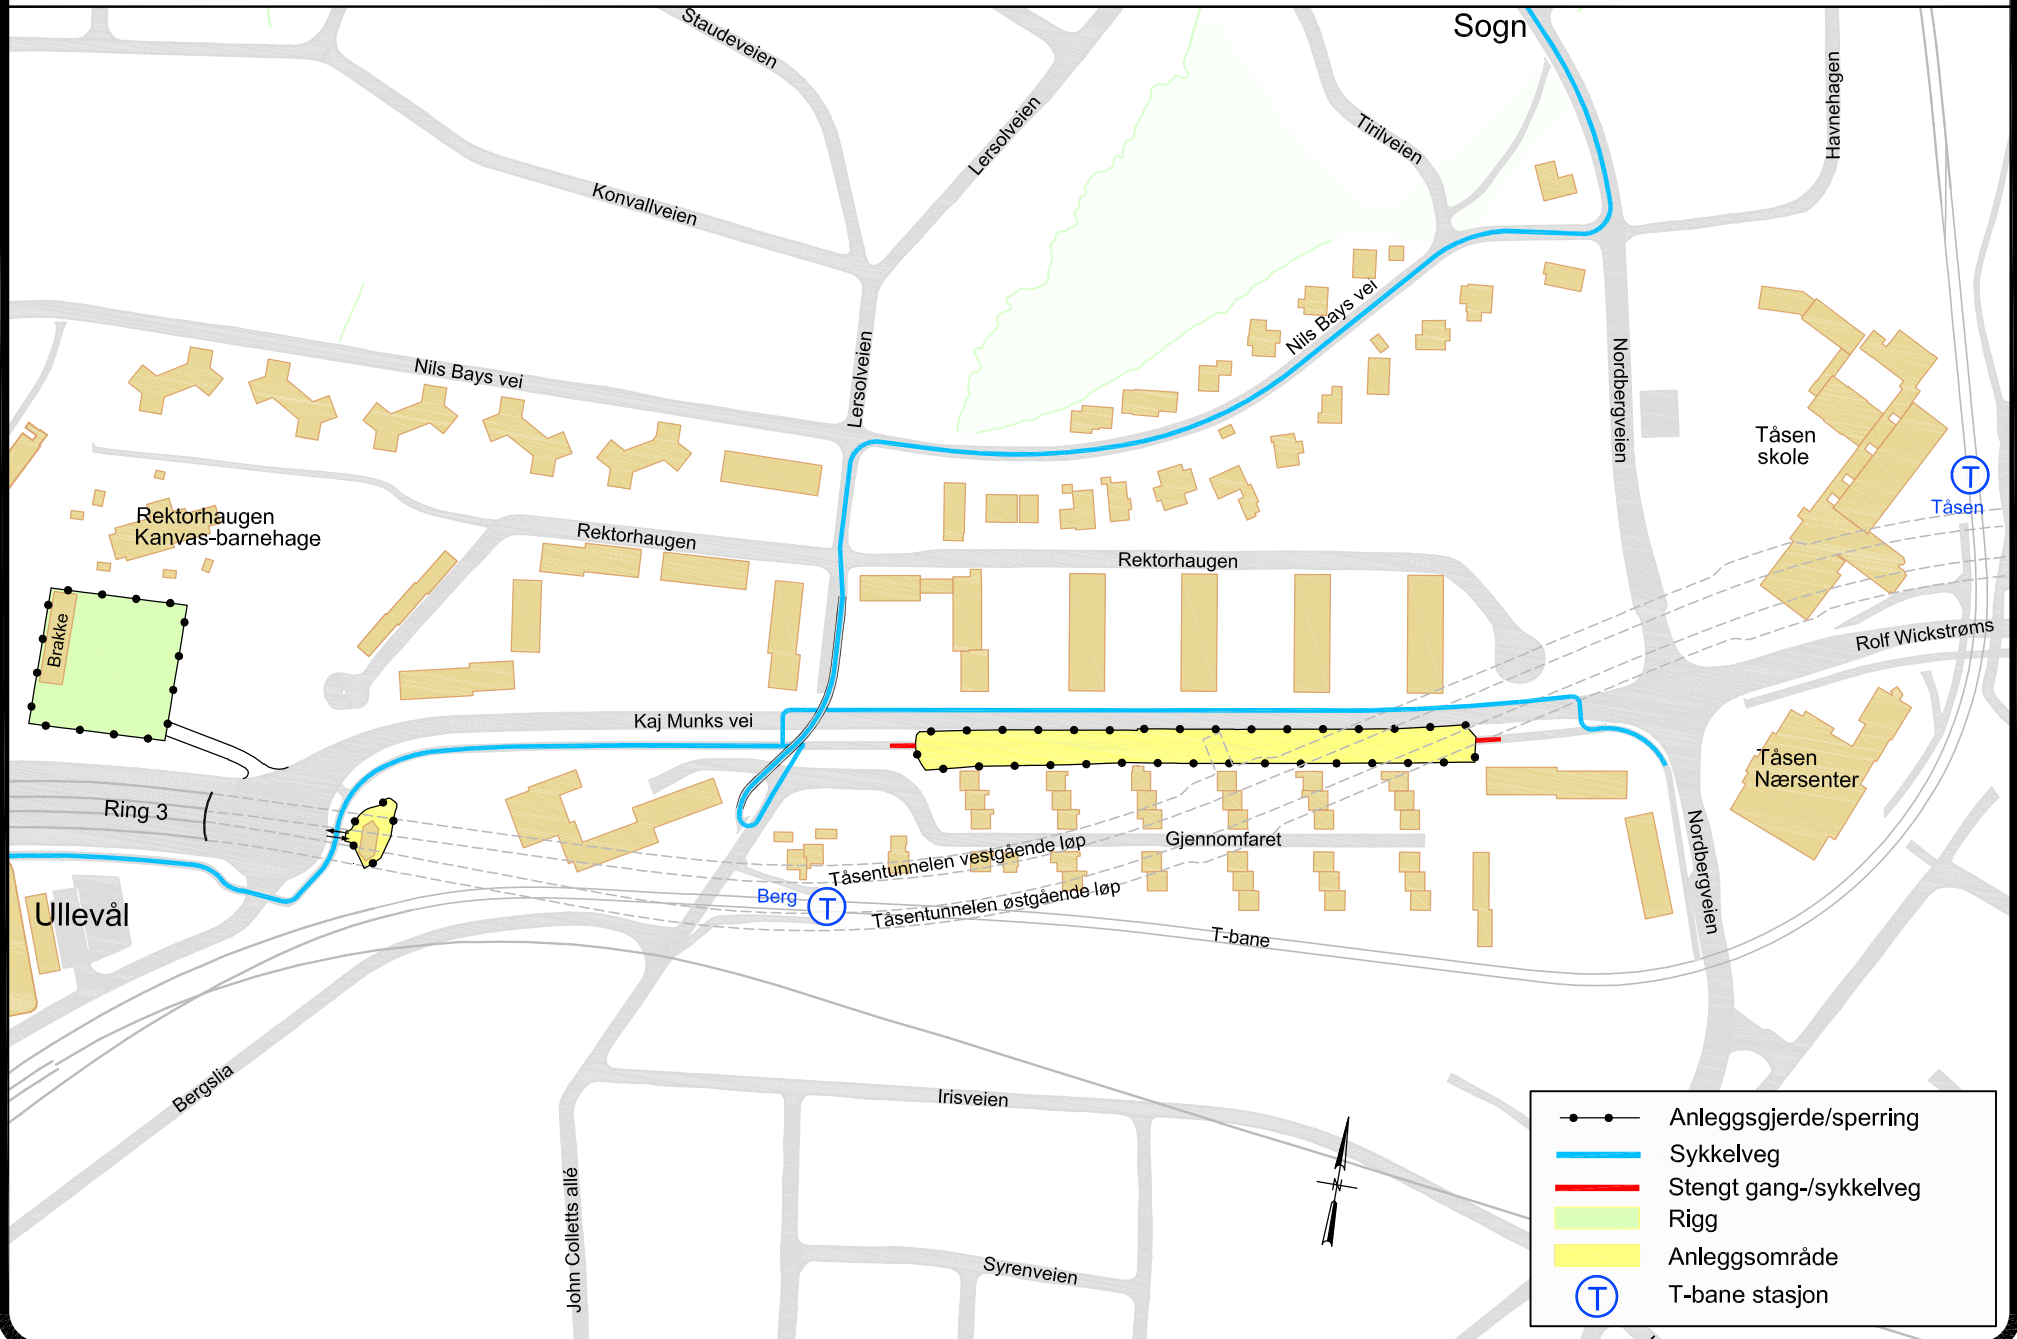 Staudeveien
Sogn
Havnehagen
Lersolveien
Tirilveien
Konvallveien
Nils Bays vei
Nils Bays vei
Lersolveien
Nordbergveien
Tåsen
skole
T
Tåsen
Rektorhaugen
Kanvas-barnehage
Rektorhaugen
Rektorhaugen
Brakke
Rolf Wickstrøms
Kaj Munks vei
Tåsen
Nærsenter
Ring 3
Gjennomfaret
Nordbergveien
Tåsentunnelen vestgående løp
Berg
T
Tåsentunnelen østgående løp
Ullevål
T-bane
Bergslia
Irisveien
John Colletts allé
Syrenveien
N
Anleggsgjerde/sperring
Sykkelveg
Stengt gang-/sykkelveg
Rigg
Anleggsområde
T
T-bane stasjon